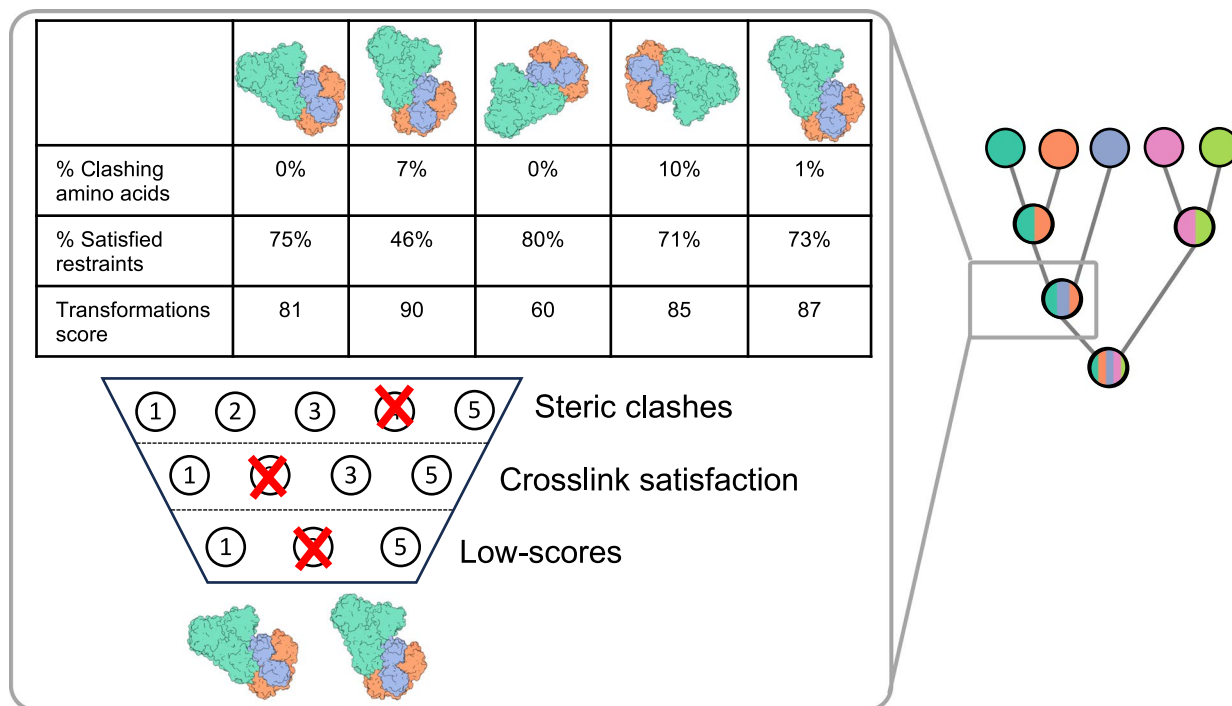 % Clashing
amino acids
0%
7%
0%
10%
1%
% Satisfied
restraints
75%
46%
80%
71%
73%
Transformations
score
81
90
60
85
87
1
2
3
5
Steric clashes
1
3
5
Crosslink satisfaction
1
5
Low-scores